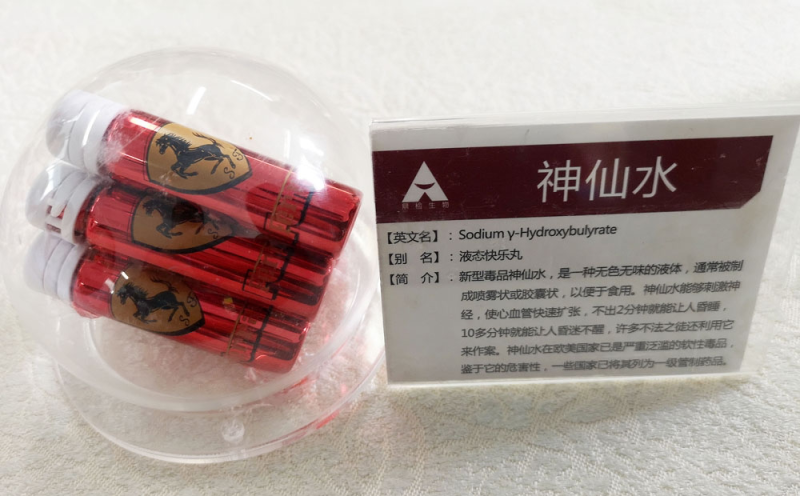 S F
神仙水
【英文名】：Sodium γ-Hydroxybulyrate
【别　名】：液态快乐丸
【简　介】：新型毒品神仙水，是一种无色无味的液体，通常被制
成喷雾状或胶囊状，以便于食用。神仙水能够刺激神
经，使心血管快速扩张，不出2分钟就能让人昏睡，
10多分钟就能让人昏迷不醒，许多不法之徒还利用它
来作案。神仙水在欧美国家已是严重泛滥的软性毒品，
鉴于它的危害性，一些国家已将其列为一级管制药品。